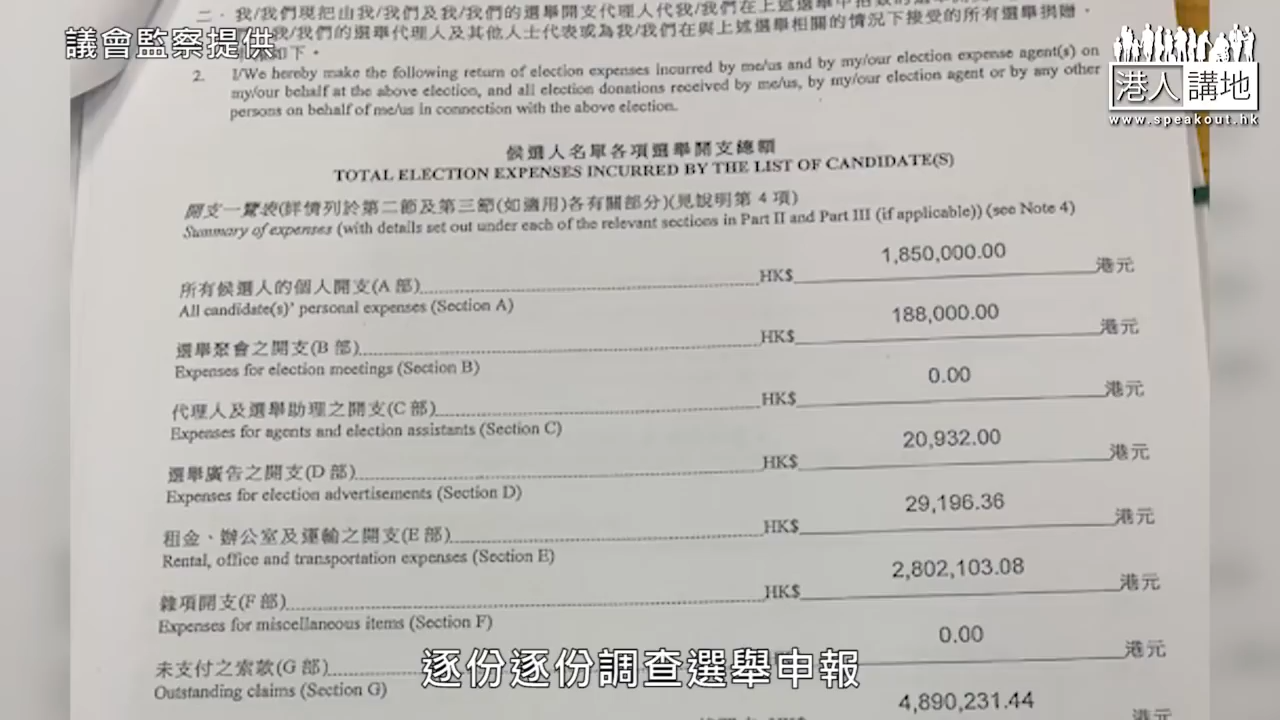 二﹒我/我們現把由我/我們及我/我們的選舉開支代理人代我/我們在上述選舉中招致的選舉
我/我們的選舉代理人及其他人士代表或為我/我們在與上述選舉相關的情況下接受的所有選舉捐贈﹐
如下。
議會監察提供
港人講地
www.speakout.hk
2. I/We hereby make the following return of election expenses incurred by me/us and by my/our election expense agent(s) on
my/our behalf at the above election, and all election donations received by me/us, by my/our election agent or by any other
persons on behalf of me/us in connection with the above election.
候選人名單各項選舉開支總額
TOTAL ELECTION EXPENSES INCURRED BY THE LIST OF CANDIDATE(S)
開支一覽表(詳情列於第二節及第三節(如適用)各有關部分)(見說明第 4 項)
Summary of expenses (with details set out under each of the relevant sections in Part II and Part III (if applicable)) (see Note 4)
所有候選人的個人開支(A 部) HK$ 1,850,000.00 港元
All candidate(s)' personal expenses (Section A)
選舉聚會之開支(B 部) HK$ 188,000.00 港元
Expenses for election meetings (Section B)
代理人及選舉助理之開支(C 部) HK$ 0.00 港元
Expenses for agents and election assistants (Section C)
選舉廣告之開支(D 部) HK$ 20,932.00 港元
Expenses for election advertisements (Section D)
租金、辦公室及運輸之開支(E 部) HK$ 29,196.36 港元
Rental, office and transportation expenses (Section E)
雜項開支(F 部) HK$ 2,802,103.08 港元
Expenses for miscellaneous items (Section F)
未支付之索款(G 部) 0.00 港元
Outstanding claims (Section G)
4,890,231.44 港元
逐份逐份調查選舉申報